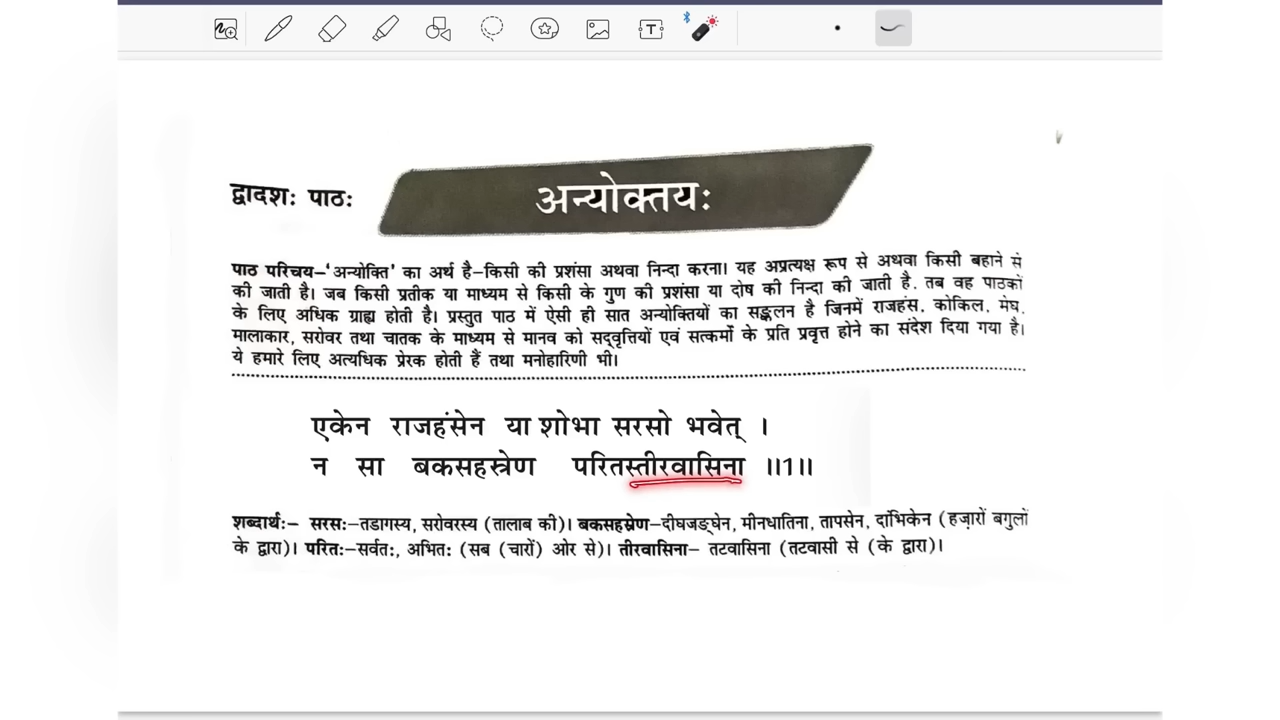 द्वादशः पाठः
अन्योक्तयः
पाठ परिचय–'अन्योक्ति' का अर्थ है–किसी की प्रशंसा अथवा निन्दा करना। यह अप्रत्यक्ष रूप से अथवा किसी बहाने से
की जाती है। जब किसी प्रतीक या माध्यम से किसी के गुण की प्रशंसा या दोष की निन्दा की जाती है. तब वह पाठकों
के लिए अधिक ग्राह्य होती है। प्रस्तुत पाठ में ऐसी ही सात अन्योक्तियों का सङ्कलन है जिनमें राजहंस, कोकिल, मेघ,
मालाकार, सरोवर तथा चातक के माध्यम से मानव को सद्वृत्तियों एवं सत्कर्मों के प्रति प्रवृत्त होने का संदेश दिया गया है।
ये हमारे लिए अत्यधिक प्रेरक होती हैं तथा मनोहारिणी भी।
एकेन राजहंसेन या शोभा सरसो भवेत् ।
न सा बकसहस्त्रेण परितस्तीरवासिना ॥1॥
शब्दार्थः– सरसः–तडागस्य, सरोवरस्य (तालाब की)। बकसहस्रेण–दीघजङ्घेन, मीनधातिना, तापसेन, दांभिकेन (हज़ारों बगुलों
के द्वारा)। परितः–सर्वतः, अभितः (सब (चारों) ओर से)। तीरवासिना– तटवासिना (तटवासी से (के द्वारा)।